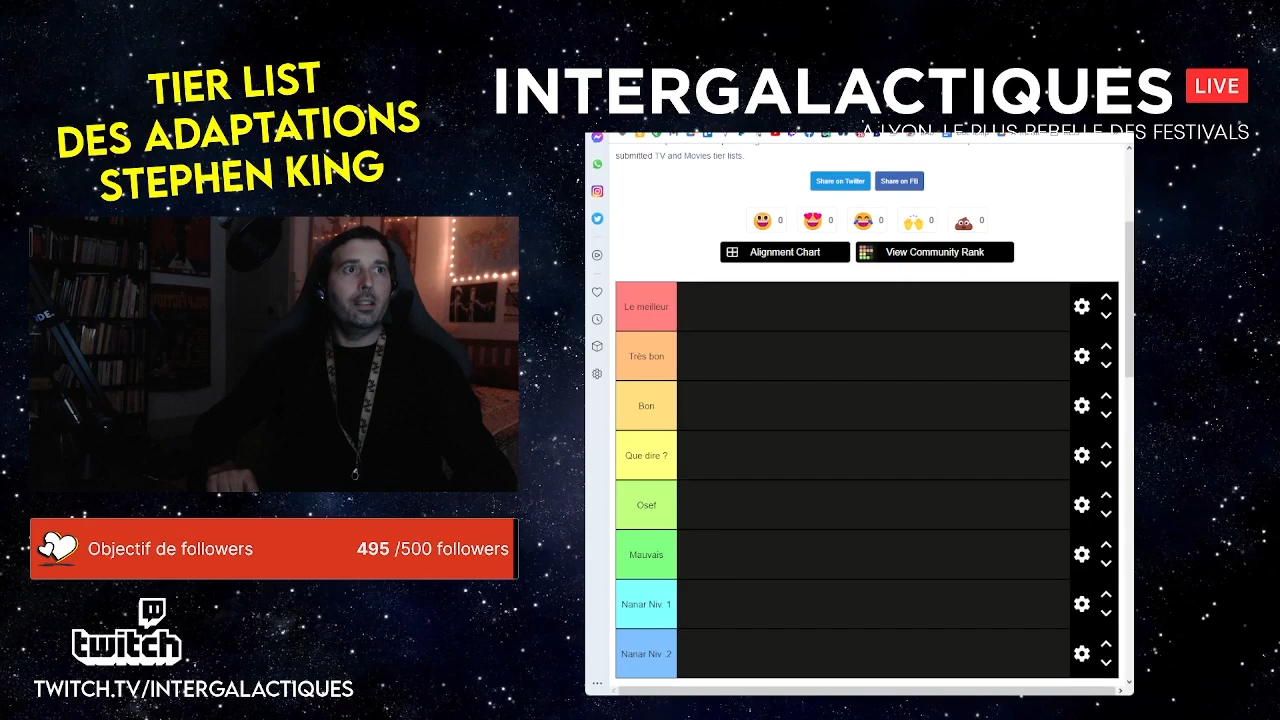 TIER LIST
DES ADAPTATIONS
STEPHEN KING
INTERGALACTIQUES
LIVE
A LYON, LE PLUS REBELLE DES FESTIVALS
submitted TV and Movies tier lists.
Share on Twitter
Share on FB
0
0
0
0
0
Alignment Chart
View Community Rank
Le meilleur
Très bon
Bon
Que dire ?
Osef
Mauvais
Nanar Niv. 1
Nanar Niv .2
Objectif de followers
495 /500 followers
twitch
TWITCH.TV/INTERGALACTIQUES